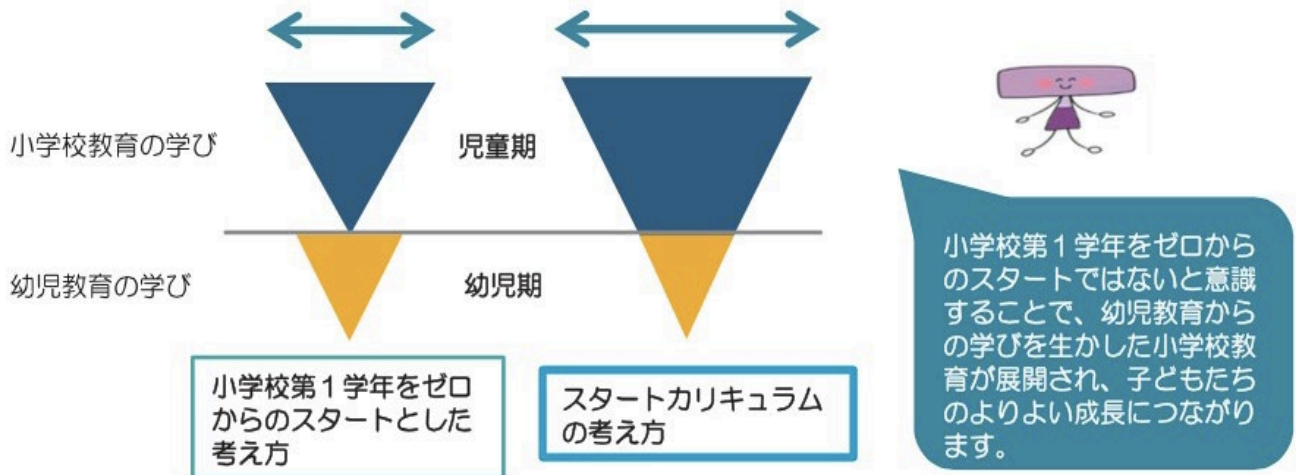 小学校教育の学び
児童期
幼児教育の学び
幼児期
小学校第１学年をゼロ
からのスタートとした
考え方
スタートカリキュラム
の考え方
小学校第１学年をゼロから
のスタートではないと意識
することで、幼児教育から
の学びを生かした小学校教
育が展開され、子どもたち
のよりよい成長につながり
ます。